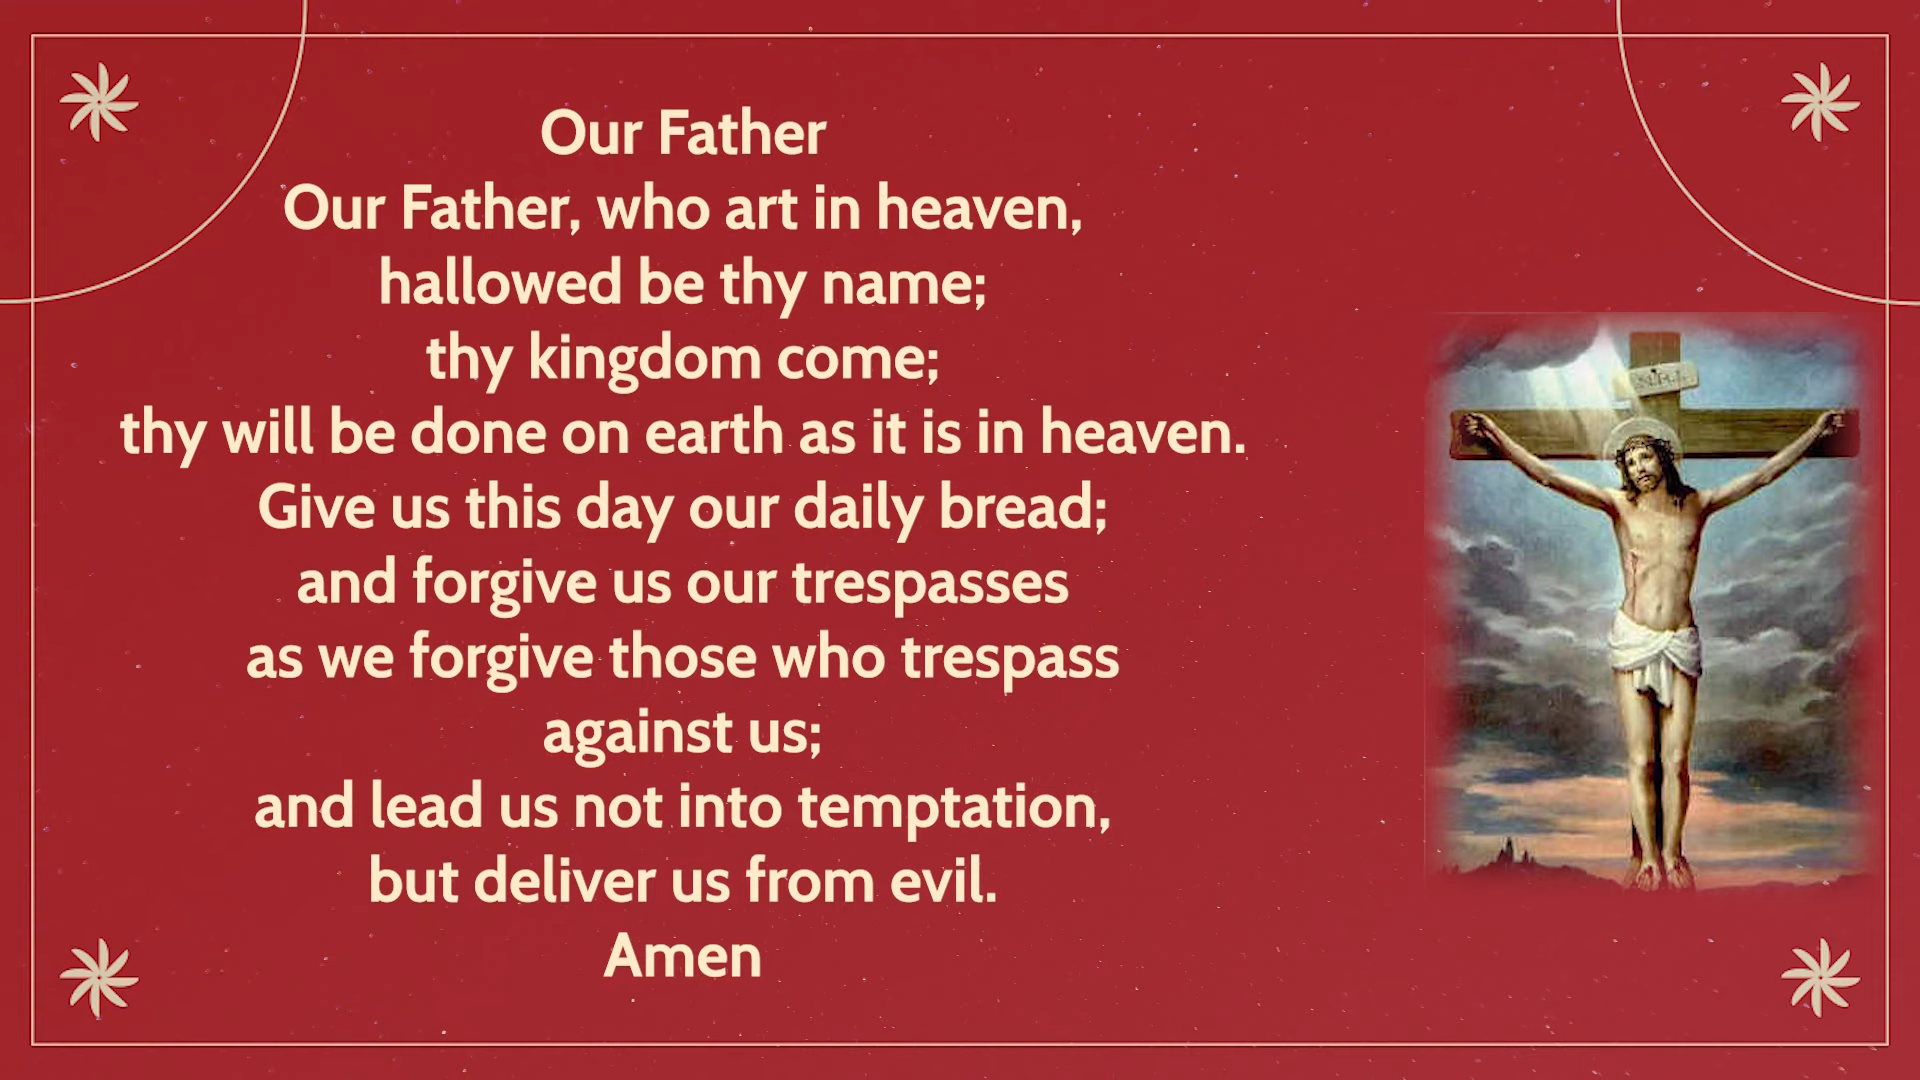 Our Father
Our Father, who art in heaven,
hallowed be thy name;
thy kingdom come;
thy will be done on earth as it is in heaven.
Give us this day our daily bread;
and forgive us our trespasses
as we forgive those who trespass
against us;
and lead us not into temptation,
but deliver us from evil.
Amen